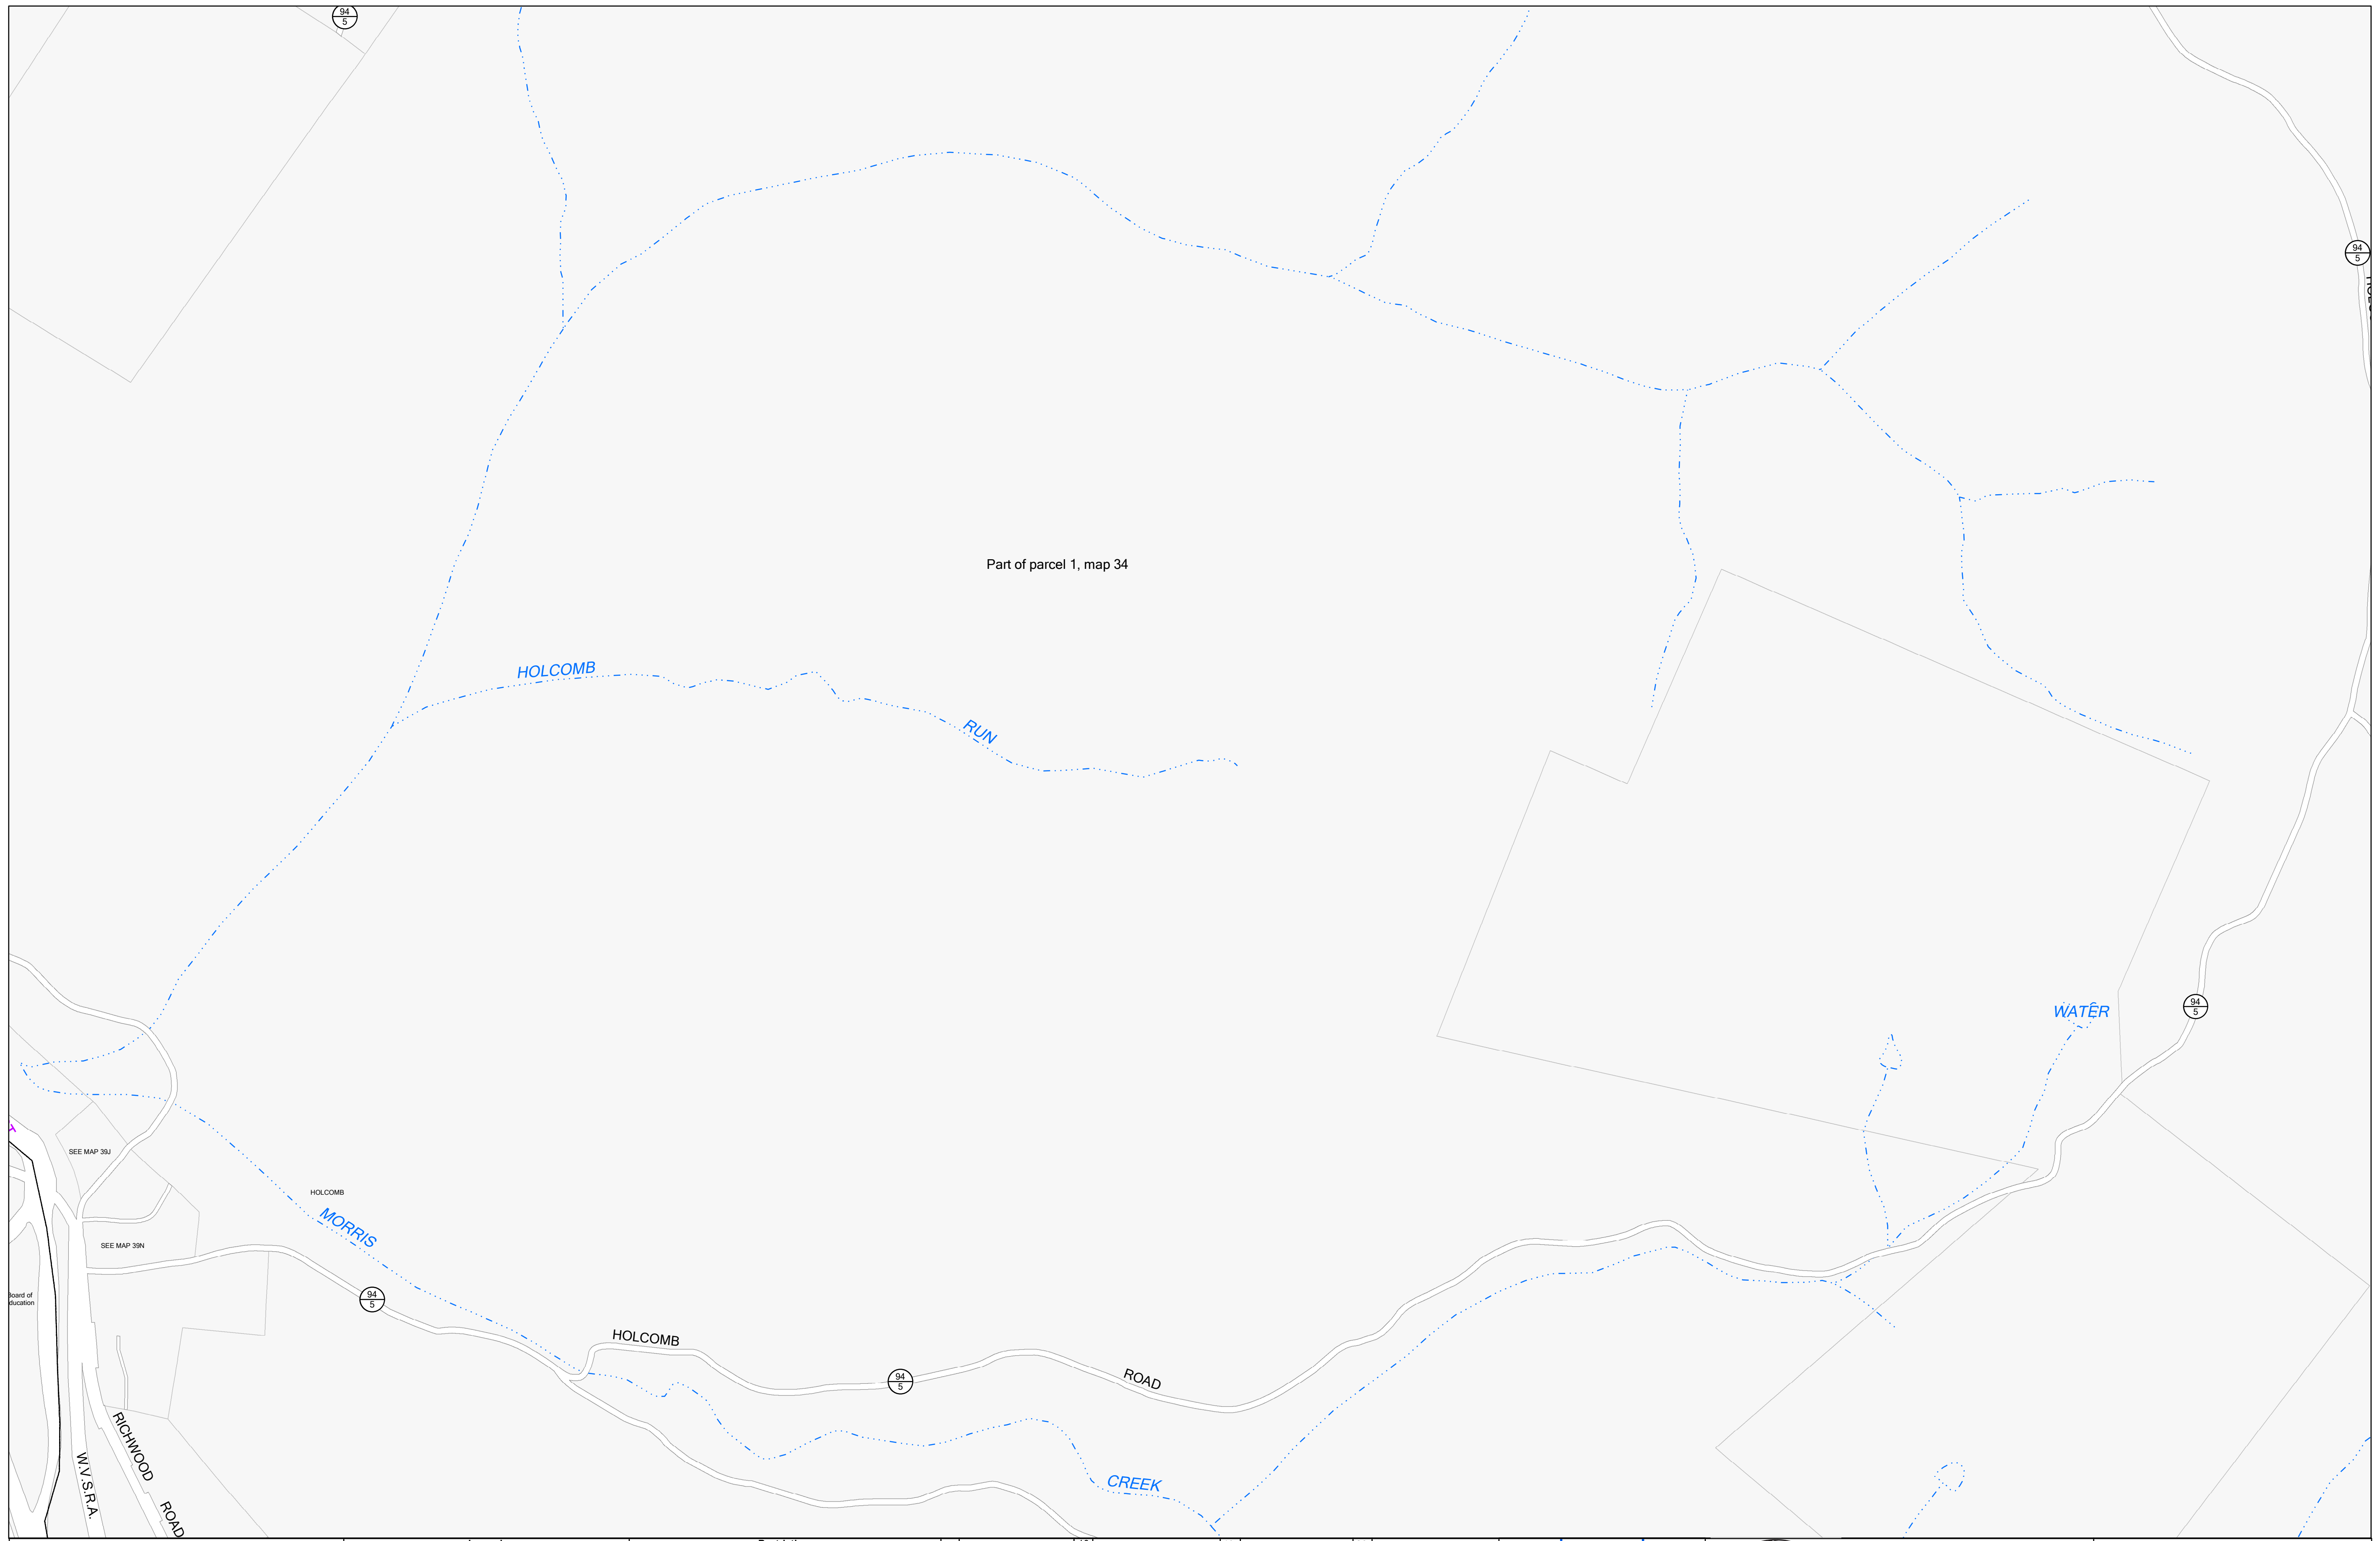 94
5
94
5
Part of parcel 1, map 34
HOLCOMB
RUN
WATER
94
5
SEE MAP 39J
HOLCOMB
MORRIS
SEE MAP 39N
94
5
HOLCOMB
ROAD
94
5
CREEK
RICHWOOD
ROAD
W.V.S.R.A.